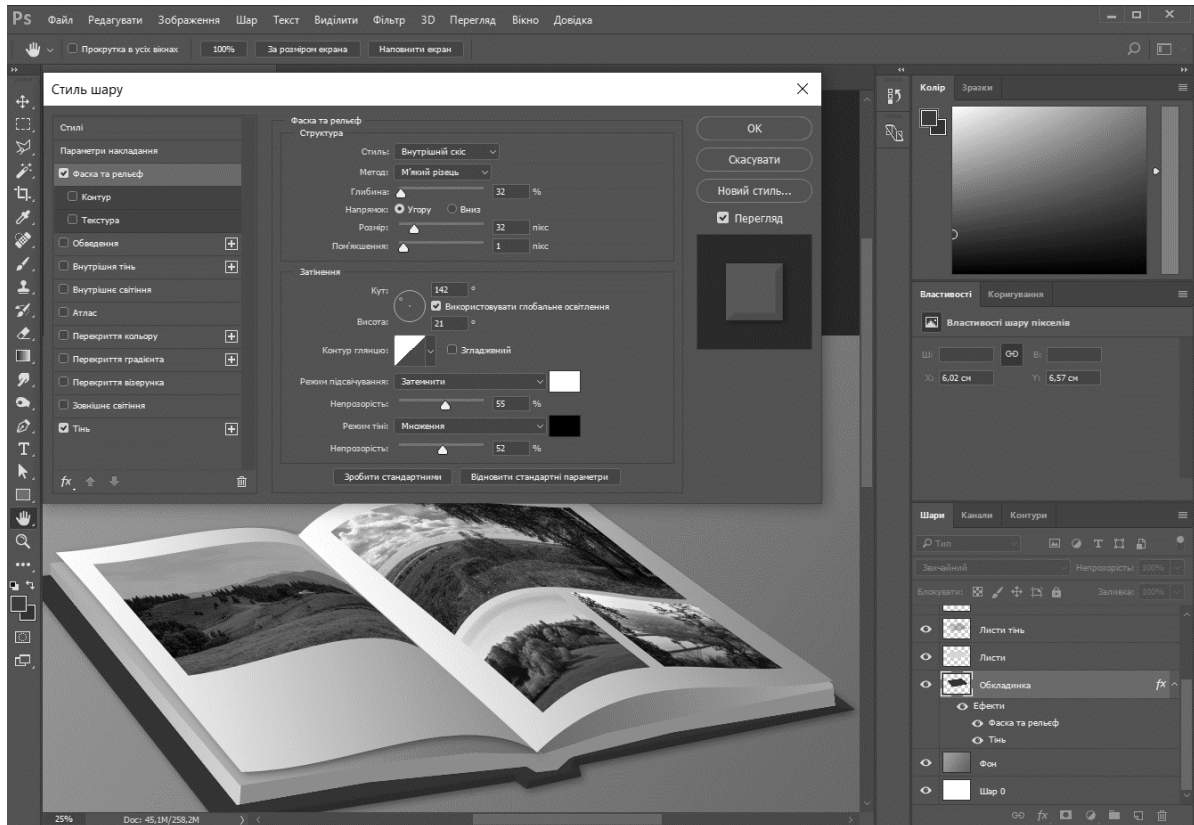 Ps Файл Редагувати Зображення Шар Текст Виділити Фільтр 3D Перегляд Вікно Довідка
Прокрутка в усіх вікнах 100% За розміром екрана Наповнити екран
Стиль шару
Стилі
Параметри накладання
Фаска та рельєф
Контур
Текстура
Обведення
Внутрішня тінь
Внутрішнє світіння
Атлас
Перекриття кольору
Перекриття градієнта
Перекриття візерунка
Зовнішнє світіння
Тінь
fx
Фаска та рельєф
Структура
Стиль: Внутрішній скіс
Метод: М'який різець
Глибина: 32 %
Напрямок: Угору Вниз
Розмір: 32 пікс
Пом'якшення: 1 пікс
Затінення
Кут: 142 °
Використовувати глобальне освітлення
Висота: 21 °
Контур глянцю: Згладжений
Режим підсвічування: Затемнити
Непрозорість: 55 %
Режим тіні: Множення
Непрозорість: 52 %
Зробити стандартними Відновити стандартні параметри
OK
Скасувати
Новий стиль...
Перегляд
Колір Зразки
Властивості Коригування
Властивості шару пікселів
Ш: В:
X: 6,02 см Y: 6,57 см
Шари Канали Контури
Тип
Звичайний Непрозорість: 100%
Блокувати: Заливка: 100%
Листи тінь
Листи
Обкладинка fx
Ефекти
Фаска та рельєф
Тінь
Фон
Шар 0
fx
25% Doc: 45,1M/258,2M